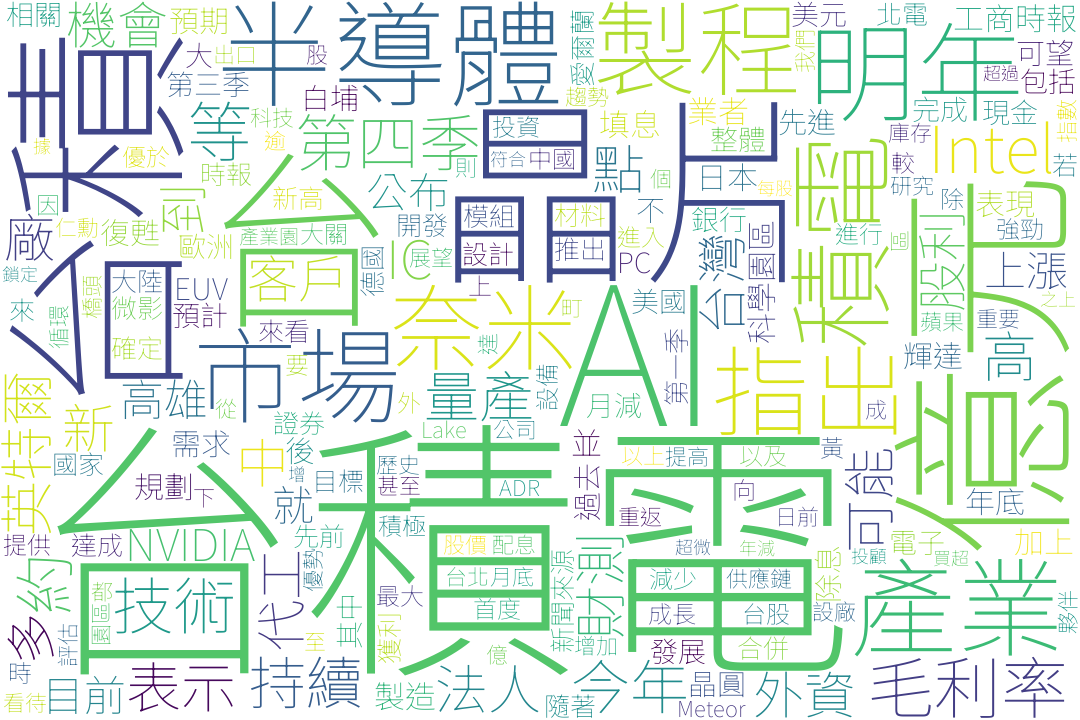 相關
機會
預期
大
出口
股
半導體
愛爾蘭
製程
美元
我們
北電
明年
工商時報
可望
超過
包括
指數
第三季
白埔
趨勢
積
等
科技
逾
第四季
投資
填息
業者
整體
先進
完成
現金
庫存
Intel
若
據
優於
時報
則
符合
中國
點
個
日本
每股
較
研究
除
表現
強勁
因
仁勳
復甦
到
新高
公布
開發
模組
材料
不
銀行
進入
進行
區
廠
歐洲
產業園
大關
合
德國
IC
展望
設計
推出
PC
台灣
科學
園區
積電
股利
上漲
鎖定
來
循環
橋頭
大陸
微影
EUV
預計
客戶
上
美國
蘋果
重要
之上
公司
確定
來看
奈米
町
達
第一季
輝達
高
市場
要
AI
指出
成
英特爾
新
高雄
從
外
量產
設備
月減
證券
Lake
公司
需求
中
後
國家
增
目標
歷史
甚至
ADR
過去
並
以上
提高
以及
黃
可能
年底
規劃
下
就
積極
重返
向
日前
提供
達成
NVIDIA
先前
優勢
台積電
股價
配息
來源
財測
超微
年減
投顧
電子
買超
加上
約
園區
都
技術
代工
其中
最大
台北
月底
減少
供應鏈
除息
產業
多
評估
至
獲利
首度
新聞
增加
成長
台股
設廠
夥伴
億
發展
合併
時
看待
目前
表示
持續
製造
法人
隨著
今年
晶圓
Meteor
外資
毛利率